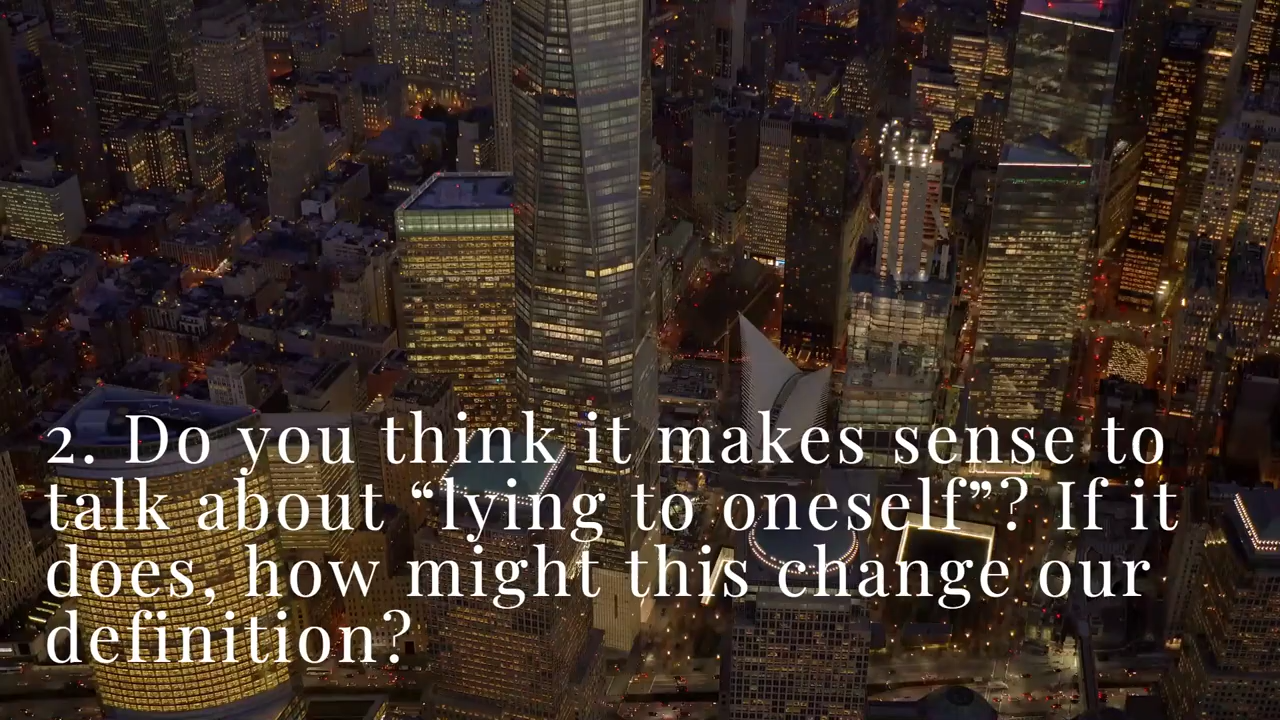 2. Do you think it makes sense to
talk about “lying to oneself”? If it
does, how might this change our
definition?